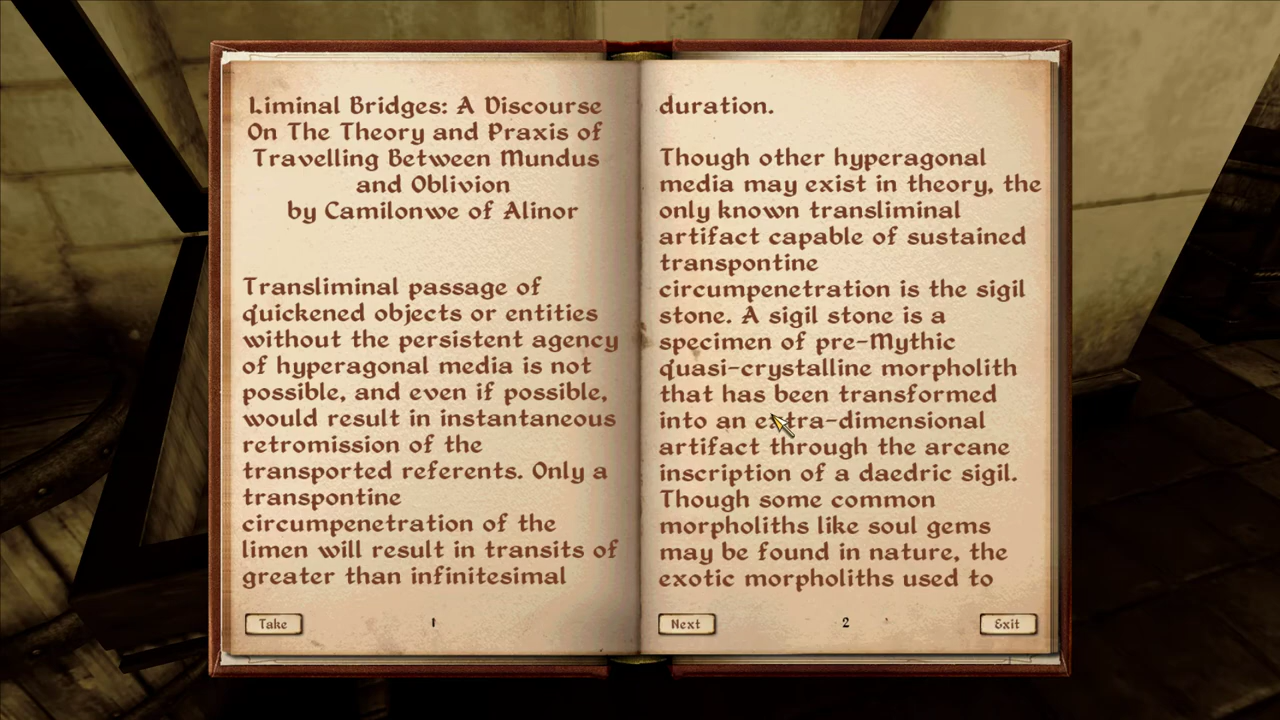 Liminal Bridges: A Discourse
On The Theory and Praxis of
Travelling Between Mundus
and Oblivion
by Camilonwe of Alinor
Transliminal passage of
quickened objects or entities
without the persistent agency
of hyperagonal media is not
possible, and even if possible,
would result in instantaneous
retromission of the
transported referents. Only a
transpontine
circumpenetration of the
limen will result in transits of
greater than infinitesimal
Take
1
duration.
Though other hyperagonal
media may exist in theory, the
only known transliminal
artifact capable of sustained
transpontine
circumpenetration is the sigil
stone. A sigil stone is a
specimen of pre-Mythic
quasi-crystalline morpholith
that has been transformed
into an extra-dimensional
artifact through the arcane
inscription of a daedric sigil.
Though some common
morpholiths like soul gems
may be found in nature, the
exotic morpholiths used to
Next
2
Exit